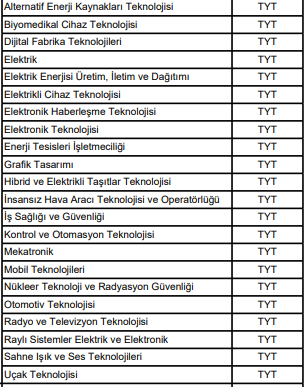 Alternatif Enerji Kaynakları Teknolojisi TYT
Biyomedikal Cihaz Teknolojisi TYT
Dijital Fabrika Teknolojileri TYT
Elektrik TYT
Elektrik Enerjisi Üretim, İletim ve Dağıtımı TYT
Elektrikli Cihaz Teknolojisi TYT
Elektronik Haberleşme Teknolojisi TYT
Elektronik Teknolojisi TYT
Enerji Tesisleri İşletmeciliği TYT
Grafik Tasarımı TYT
Hibrid ve Elektrikli Taşıtlar Teknolojisi TYT
İnsansız Hava Aracı Teknolojisi ve Operatörlüğü TYT
İş Sağlığı ve Güvenliği TYT
Kontrol ve Otomasyon Teknolojisi TYT
Mekatronik TYT
Mobil Teknolojileri TYT
Nükleer Teknoloji ve Radyasyon Güvenliği TYT
Otomotiv Teknolojisi TYT
Radyo ve Televizyon Teknolojisi TYT
Raylı Sistemler Elektrik ve Elektronik TYT
Sahne Işık ve Ses Teknolojileri TYT
Uçak Teknolojisi TYT